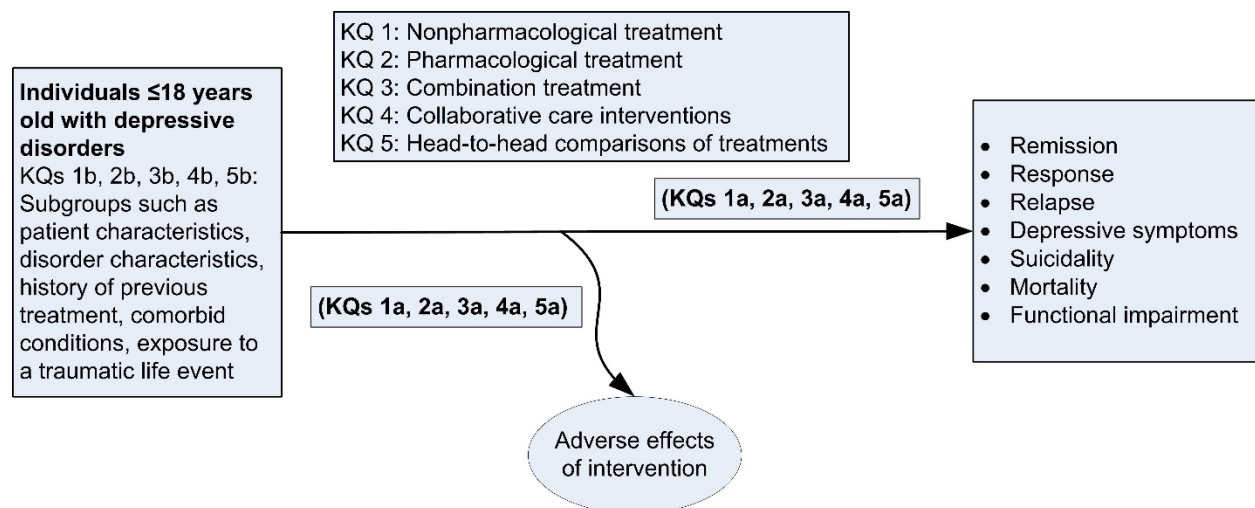 Individuals ≤18 years
old with depressive
disorders
KQs 1b, 2b, 3b, 4b, 5b:
Subgroups such as
patient characteristics,
disorder characteristics,
history of previous
treatment, comorbid
conditions, exposure to
a traumatic life event
KQ 1: Nonpharmacological treatment
KQ 2: Pharmacological treatment
KQ 3: Combination treatment
KQ 4: Collaborative care interventions
KQ 5: Head-to-head comparisons of treatments
(KQs 1a, 2a, 3a, 4a, 5a)
(KQs 1a, 2a, 3a, 4a, 5a)
Adverse effects
of intervention
• Remission
• Response
• Relapse
• Depressive symptoms
• Suicidality
• Mortality
• Functional impairment